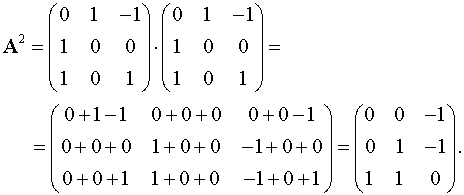 A² = ( 0 1 -1 ; 1 0 0 ; 1 0 1 ) · ( 0 1 -1 ; 1 0 0 ; 1 0 1 ) =
= ( 0+1-1 0+0+0 0+0-1 ; 0+0+0 1+0+0 -1+0+0 ; 0+0+1 1+0+0 -1+0+1 ) = ( 0 0 -1 ; 0 1 -1 ; 1 1 0 ).